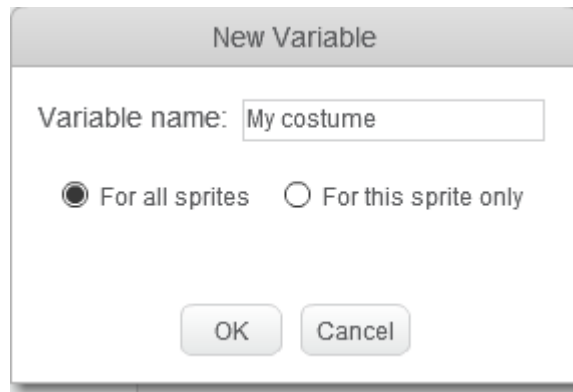 New Variable
Variable name: My costume
For all sprites For this sprite only
OK Cancel